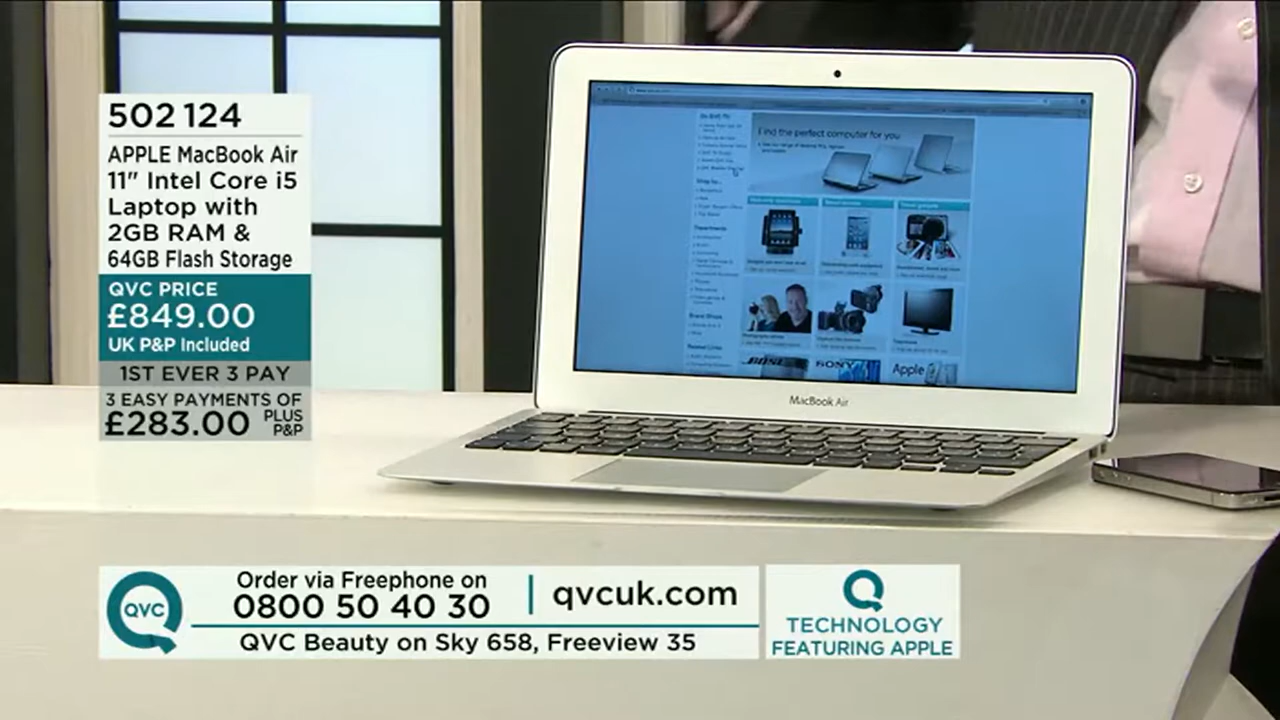 502 124
APPLE MacBook Air
11" Intel Core i5
Laptop with
2GB RAM &
64GB Flash Storage
QVC PRICE
£849.00
UK P&P Included
1ST EVER 3 PAY
3 EASY PAYMENTS OF
£283.00 PLUS P&P
Find the perfect computer for you
Departments
BOSE
SONY
Apple
MacBook Air
QVC
Order via Freephone on
0800 50 40 30
qvcuk.com
QVC Beauty on Sky 658, Freeview 35
TECHNOLOGY
FEATURING APPLE